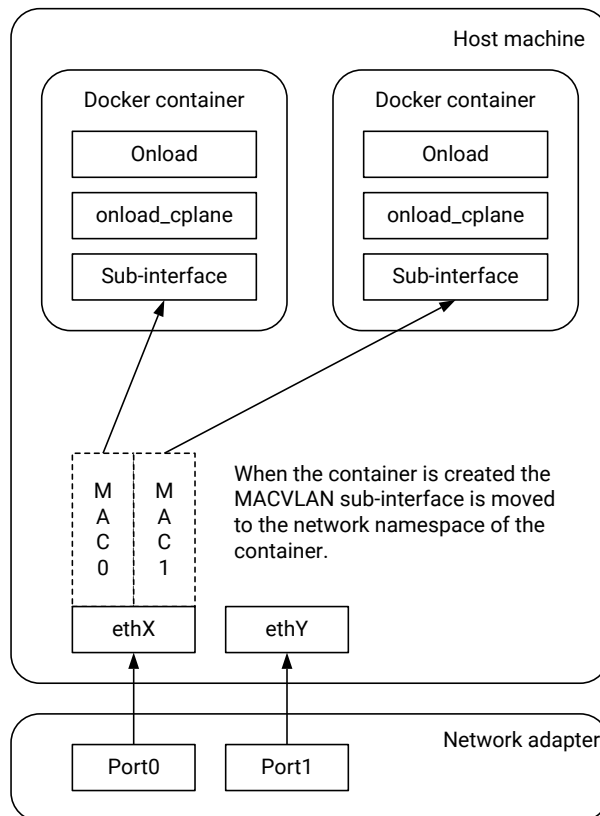 Host machine
Docker container
Docker container
Onload
Onload
onload_cplane
onload_cplane
Sub-interface
Sub-interface
MAC0
MAC1
When the container is created the
MACVLAN sub-interface is moved
to the network namespace of the
container.
ethX
ethY
Network adapter
Port0
Port1